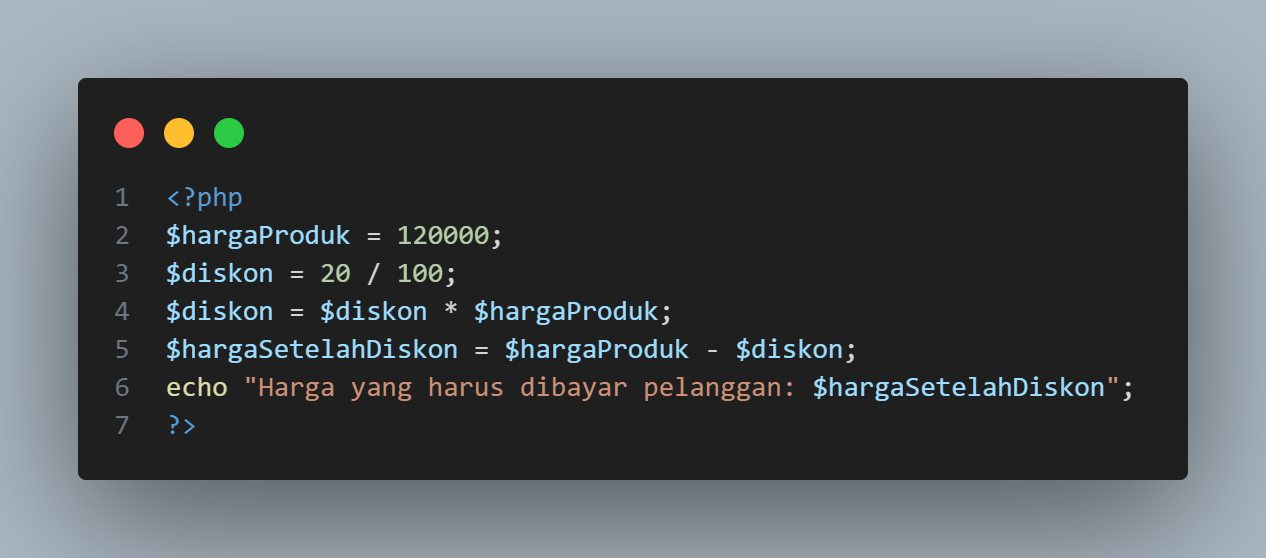 1 <?php
2 $hargaProduk = 120000;
3 $diskon = 20 / 100;
4 $diskon = $diskon * $hargaProduk;
5 $hargaSetelahDiskon = $hargaProduk - $diskon;
6 echo "Harga yang harus dibayar pelanggan: $hargaSetelahDiskon";
7 ?>